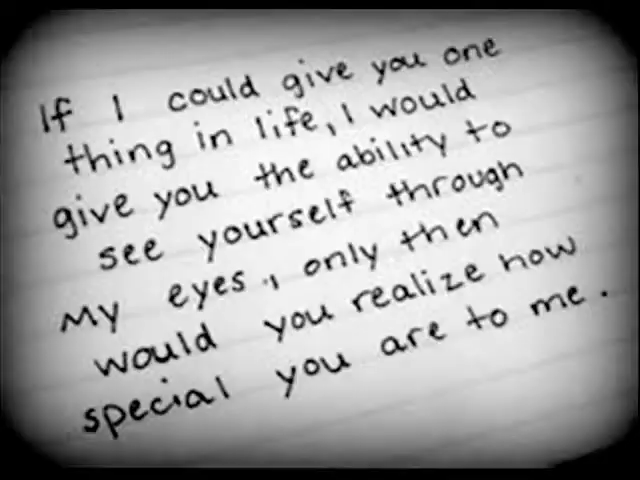 If I could give you one
thing in life, I would
give you the ability to
see yourself through
my eyes, only then
would you realize how
special you are to me.